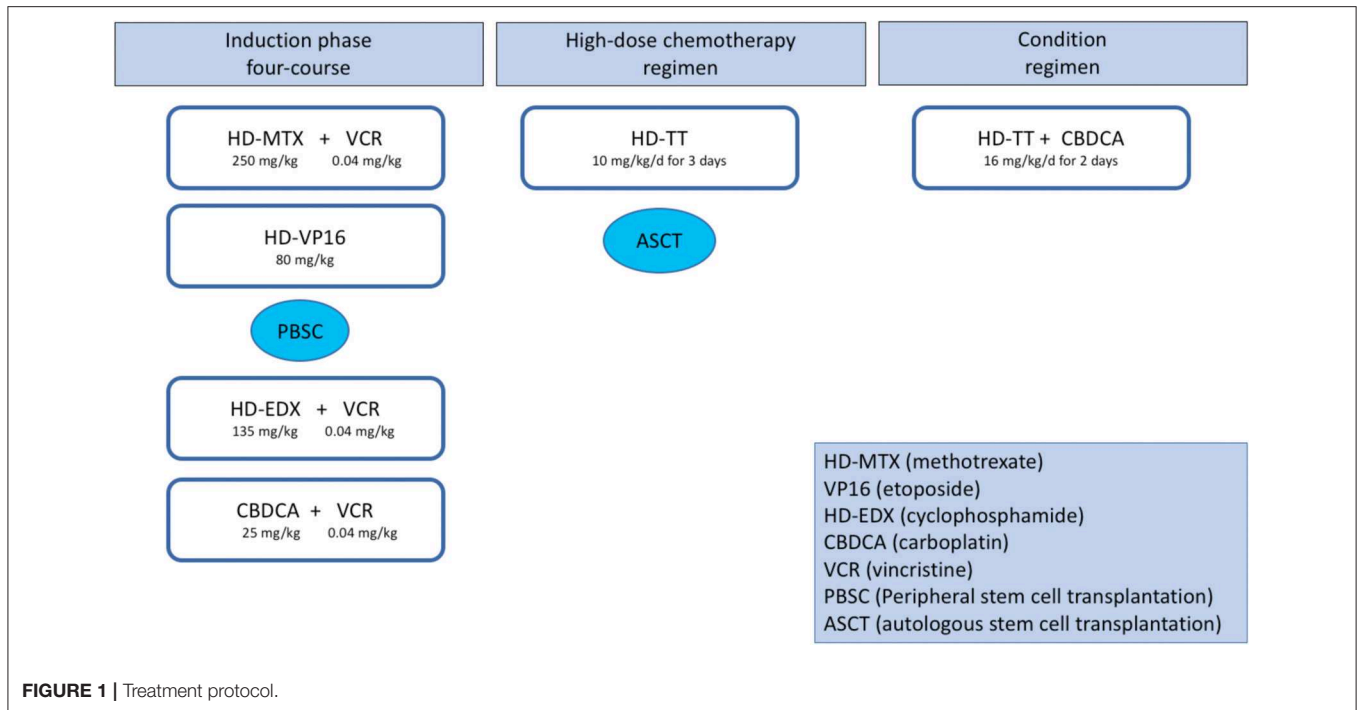 Induction phase
four-course
HD-MTX + VCR
250 mg/kg 0.04 mg/kg
HD-VP16
80 mg/kg
PBSC
HD-EDX + VCR
135 mg/kg 0.04 mg/kg
CBDCA + VCR
25 mg/kg 0.04 mg/kg
High-dose chemotherapy
regimen
HD-TT
10 mg/kg/d for 3 days
ASCT
Condition
regimen
HD-TT + CBDCA
16 mg/kg/d for 2 days
HD-MTX (methotrexate)
VP16 (etoposide)
HD-EDX (cyclophosphamide)
CBDCA (carboplatin)
VCR (vincristine)
PBSC (Peripheral stem cell transplantation)
ASCT (autologous stem cell transplantation)
FIGURE 1 | Treatment protocol.